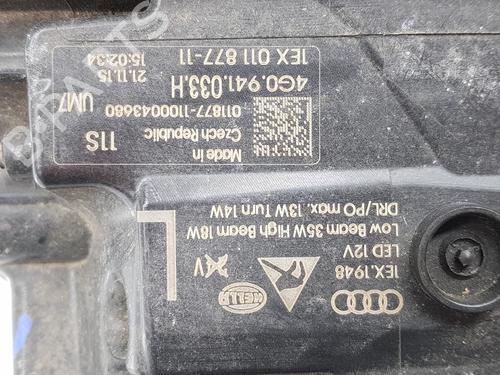 1EX.1948
LED 12V
Low Beam 35W High Beam 18W
DRL/PO max. 13W Turn 14W
HELLA
L
Made in
Czech Republic
11S
011877-1100043680
UM7
4G0.941.033.H
1EX 011 877-11
21.11.15
15:02:34
B-PARTS